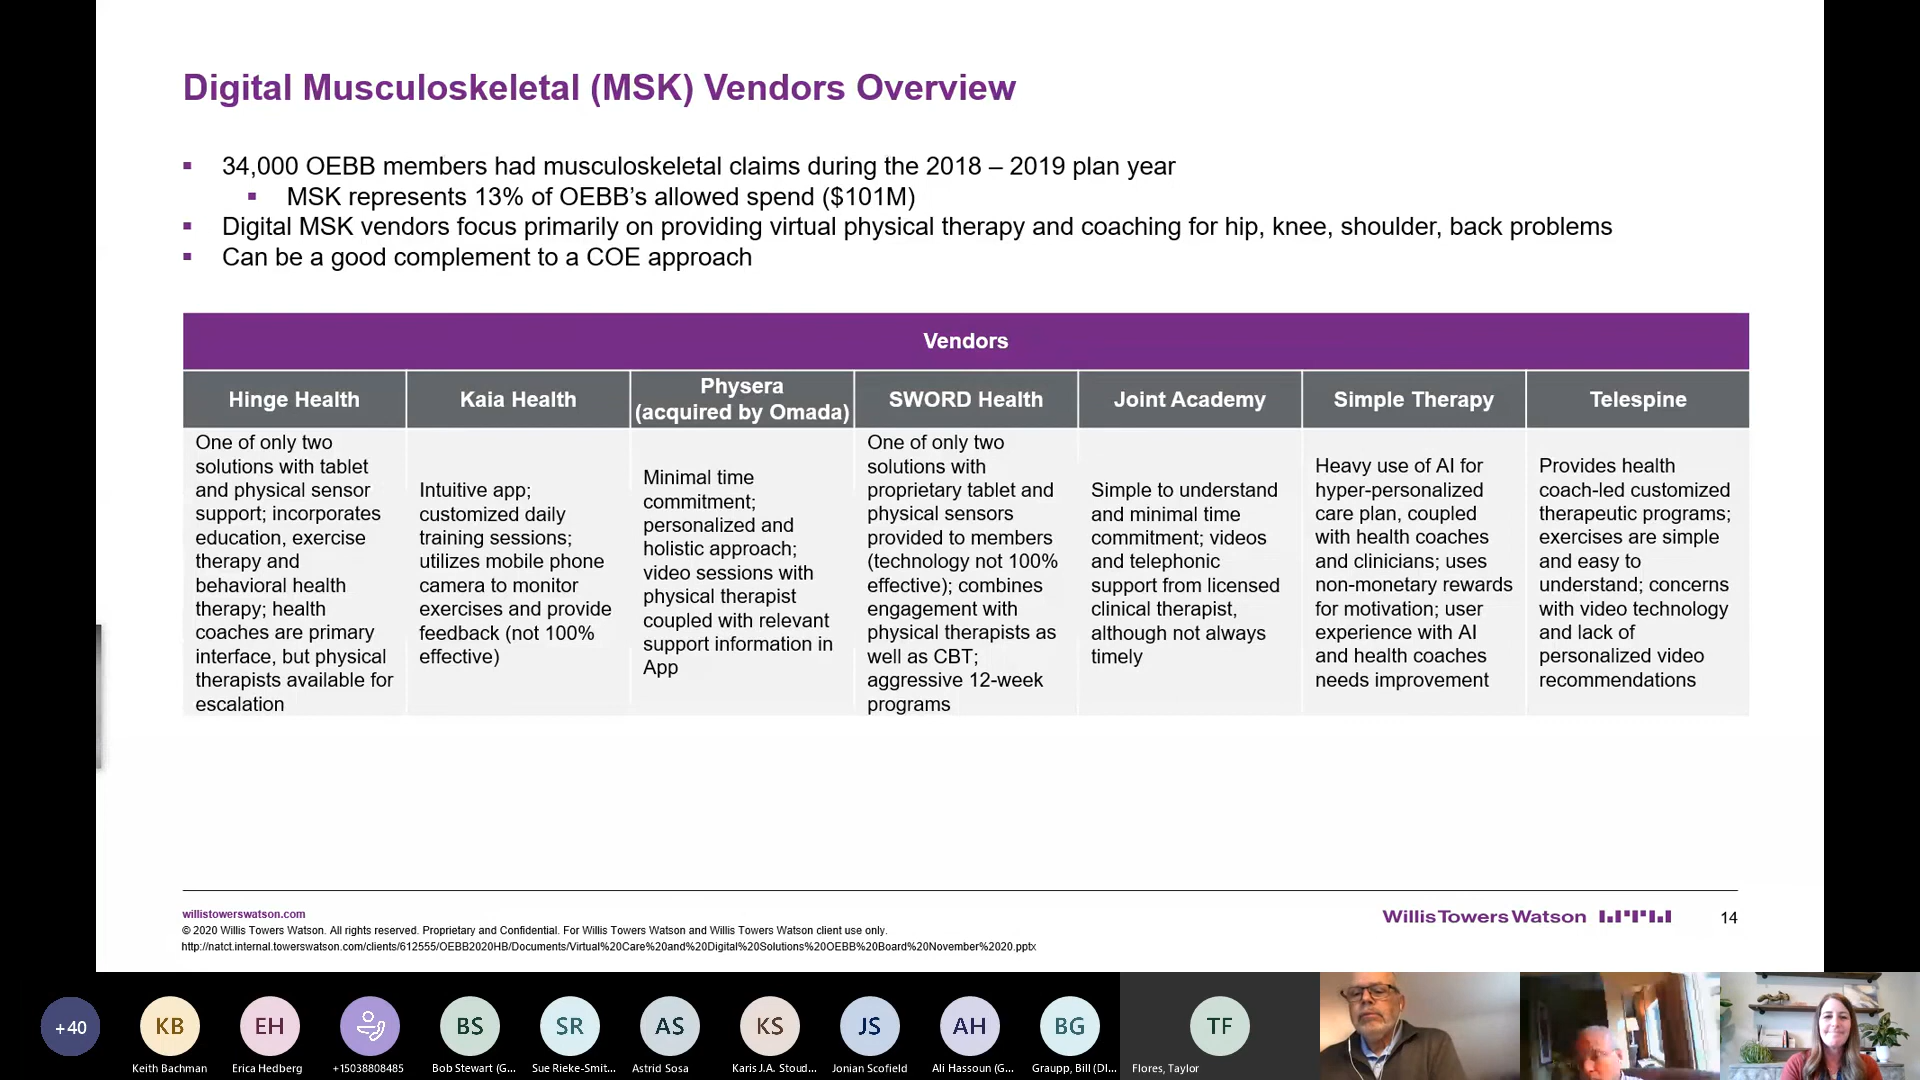 Digital Musculoskeletal (MSK) Vendors Overview
34,000 OEBB members had musculoskeletal claims during the 2018 – 2019 plan year
MSK represents 13% of OEBB's allowed spend ($101M)
Digital MSK vendors focus primarily on providing virtual physical therapy and coaching for hip, knee, shoulder, back problems
Can be a good complement to a COE approach
Vendors
Hinge Health
One of only two
solutions with tablet
and physical sensor
support; incorporates
education, exercise
therapy and
behavioral health
therapy; health
coaches are primary
interface, but physical
therapists available for
escalation
Kaia Health
Intuitive app;
customized daily
training sessions;
utilizes mobile phone
camera to monitor
exercises and provide
feedback (not 100%
effective)
Physera
(acquired by Omada)
Minimal time
commitment;
personalized and
holistic approach;
video sessions with
physical therapist
coupled with relevant
support information in
App
SWORD Health
One of only two
solutions with
proprietary tablet and
physical sensors
provided to members
(technology not 100%
effective); combines
engagement with
physical therapists as
well as CBT;
aggressive 12-week
programs
Joint Academy
Simple to understand
and minimal time
commitment; videos
and telephonic
support from licensed
clinical therapist,
although not always
timely
Simple Therapy
Heavy use of AI for
hyper-personalized
care plan, coupled
with health coaches
and clinicians; uses
non-monetary rewards
for motivation; user
experience with AI
and health coaches
needs improvement
Telespine
Provides health
coach-led customized
therapeutic programs;
exercises are simple
and easy to
understand; concerns
with video technology
and lack of
personalized video
recommendations
willistowerswatson.com
© 2020 Willis Towers Watson. All rights reserved. Proprietary and Confidential. For Willis Towers Watson and Willis Towers Watson client use only.
http://natct.internal.towerswatson.com/clients/612555/OEBB2020HB/Documents/Virtual%20Care%20and%20Digital%20Solutions%20OEBB%20Board%20November%2020.pptx
Willis Towers Watson
14
+40
KB
Keith Bachman
EH
Erica Hedberg
+15038808485
BS
Bob Stewart (G...
SR
Sue Rieke-Smit...
AS
Astrid Sosa
KS
Karis J.A. Stoud...
JS
Jonian Scofield
AH
Ali Hassoun (G...
BG
Graupp, Bill (DI...
TF
Flores, Taylor